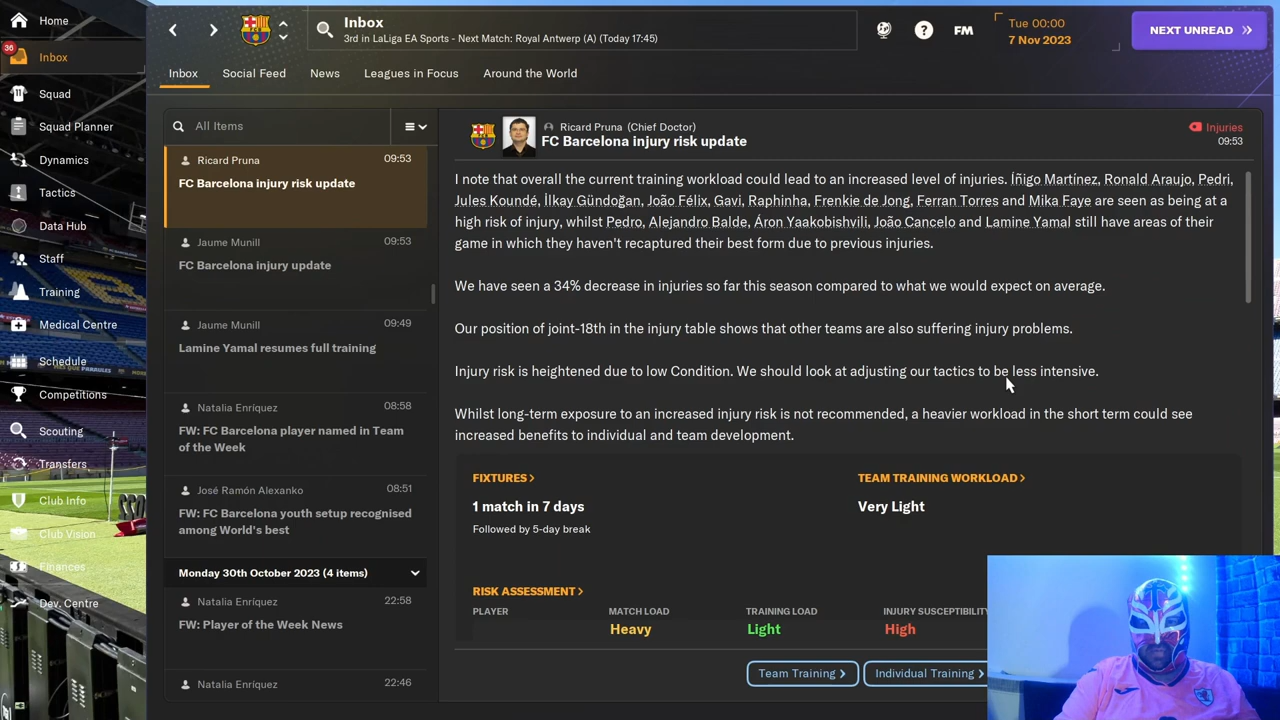 Home
36
Inbox
Squad
Squad Planner
Dynamics
Tactics
Data Hub
Staff
Training
Medical Centre
Schedule
Competitions
Scouting
Transfers
Club Info
Club Vision
Finances
Dev. Centre
Inbox
3rd in LaLiga EA Sports - Next Match: Royal Antwerp (A) (Today 17:45)
?
FM
Tue 00:00
7 Nov 2023
NEXT UNREAD
Inbox
Social Feed
News
Leagues in Focus
Around the World
All Items
Ricard Pruna
09:53
FC Barcelona injury risk update
Jaume Munill
09:53
FC Barcelona injury update
Jaume Munill
09:49
Lamine Yamal resumes full training
Natalia Enríquez
08:58
FW: FC Barcelona player named in Team
of the Week
José Ramón Alexanko
08:51
FW: FC Barcelona youth setup recognised
among World's best
Monday 30th October 2023 (4 items)
Natalia Enríquez
22:58
FW: Player of the Week News
Natalia Enríquez
22:46
Ricard Pruna (Chief Doctor)
FC Barcelona injury risk update
Injuries
09:53
I note that overall the current training workload could lead to an increased level of injuries. Íñigo Martínez, Ronald Araujo, Pedri,
Jules Koundé, İlkay Gündoğan, João Félix, Gavi, Raphinha, Frenkie de Jong, Ferran Torres and Mika Faye are seen as being at a
high risk of injury, whilst Pedro, Alejandro Balde, Áron Yaakobishvili, João Cancelo and Lamine Yamal still have areas of their
game in which they haven't recaptured their best form due to previous injuries.
We have seen a 34% decrease in injuries so far this season compared to what we would expect on average.
Our position of joint-18th in the injury table shows that other teams are also suffering injury problems.
Injury risk is heightened due to low Condition. We should look at adjusting our tactics to be less intensive.
Whilst long-term exposure to an increased injury risk is not recommended, a heavier workload in the short term could see
increased benefits to individual and team development.
FIXTURES
1 match in 7 days
Followed by 5-day break
TEAM TRAINING WORKLOAD
Very Light
RISK ASSESSMENT
PLAYER
MATCH LOAD
TRAINING LOAD
INJURY SUSCEPTIBILITY
Heavy
Light
High
Team Training
Individual Training